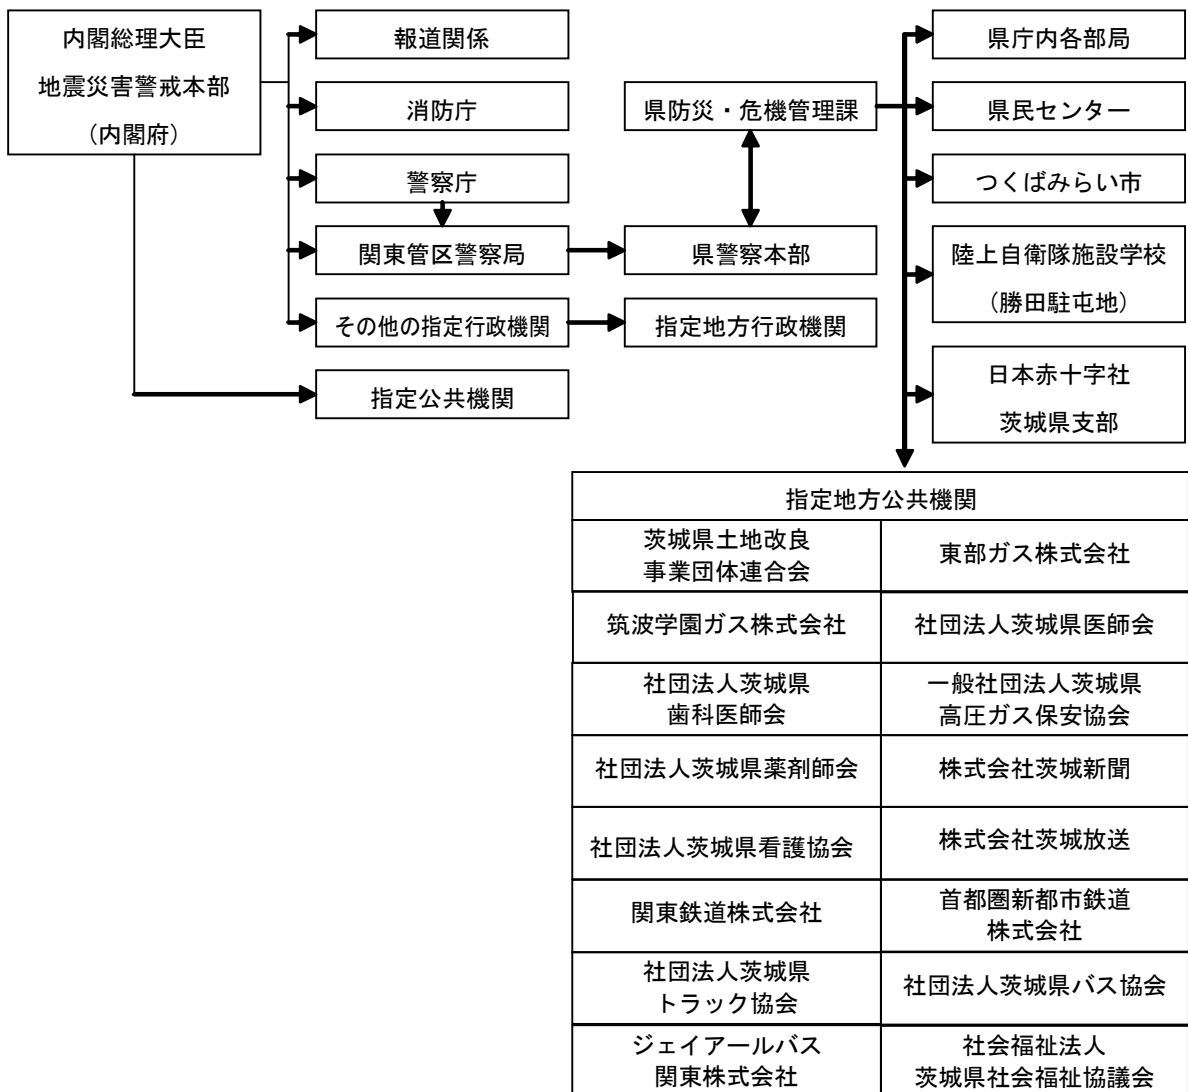 内閣総理大臣
地震災害警戒本部
（内閣府）
報道関係
消防庁
警察庁
関東管区警察局
その他の指定行政機関
指定公共機関
県防災・危機管理課
県警察本部
指定地方行政機関
県庁内各部局
県民センター
つくばみらい市
陸上自衛隊施設学校
（勝田駐屯地）
日本赤十字社
茨城県支部
指定地方公共機関
茨城県土地改良
事業団体連合会
東部ガス株式会社
筑波学園ガス株式会社
社団法人茨城県医師会
社団法人茨城県
歯科医師会
一般社団法人茨城県
高圧ガス保安協会
社団法人茨城県薬剤師会
株式会社茨城新聞
社団法人茨城県看護協会
株式会社茨城放送
関東鉄道株式会社
首都圏新都市鉄道
株式会社
社団法人茨城県
トラック協会
社団法人茨城県バス協会
ジェイアールバス
関東株式会社
社会福祉法人
茨城県社会福祉協議会